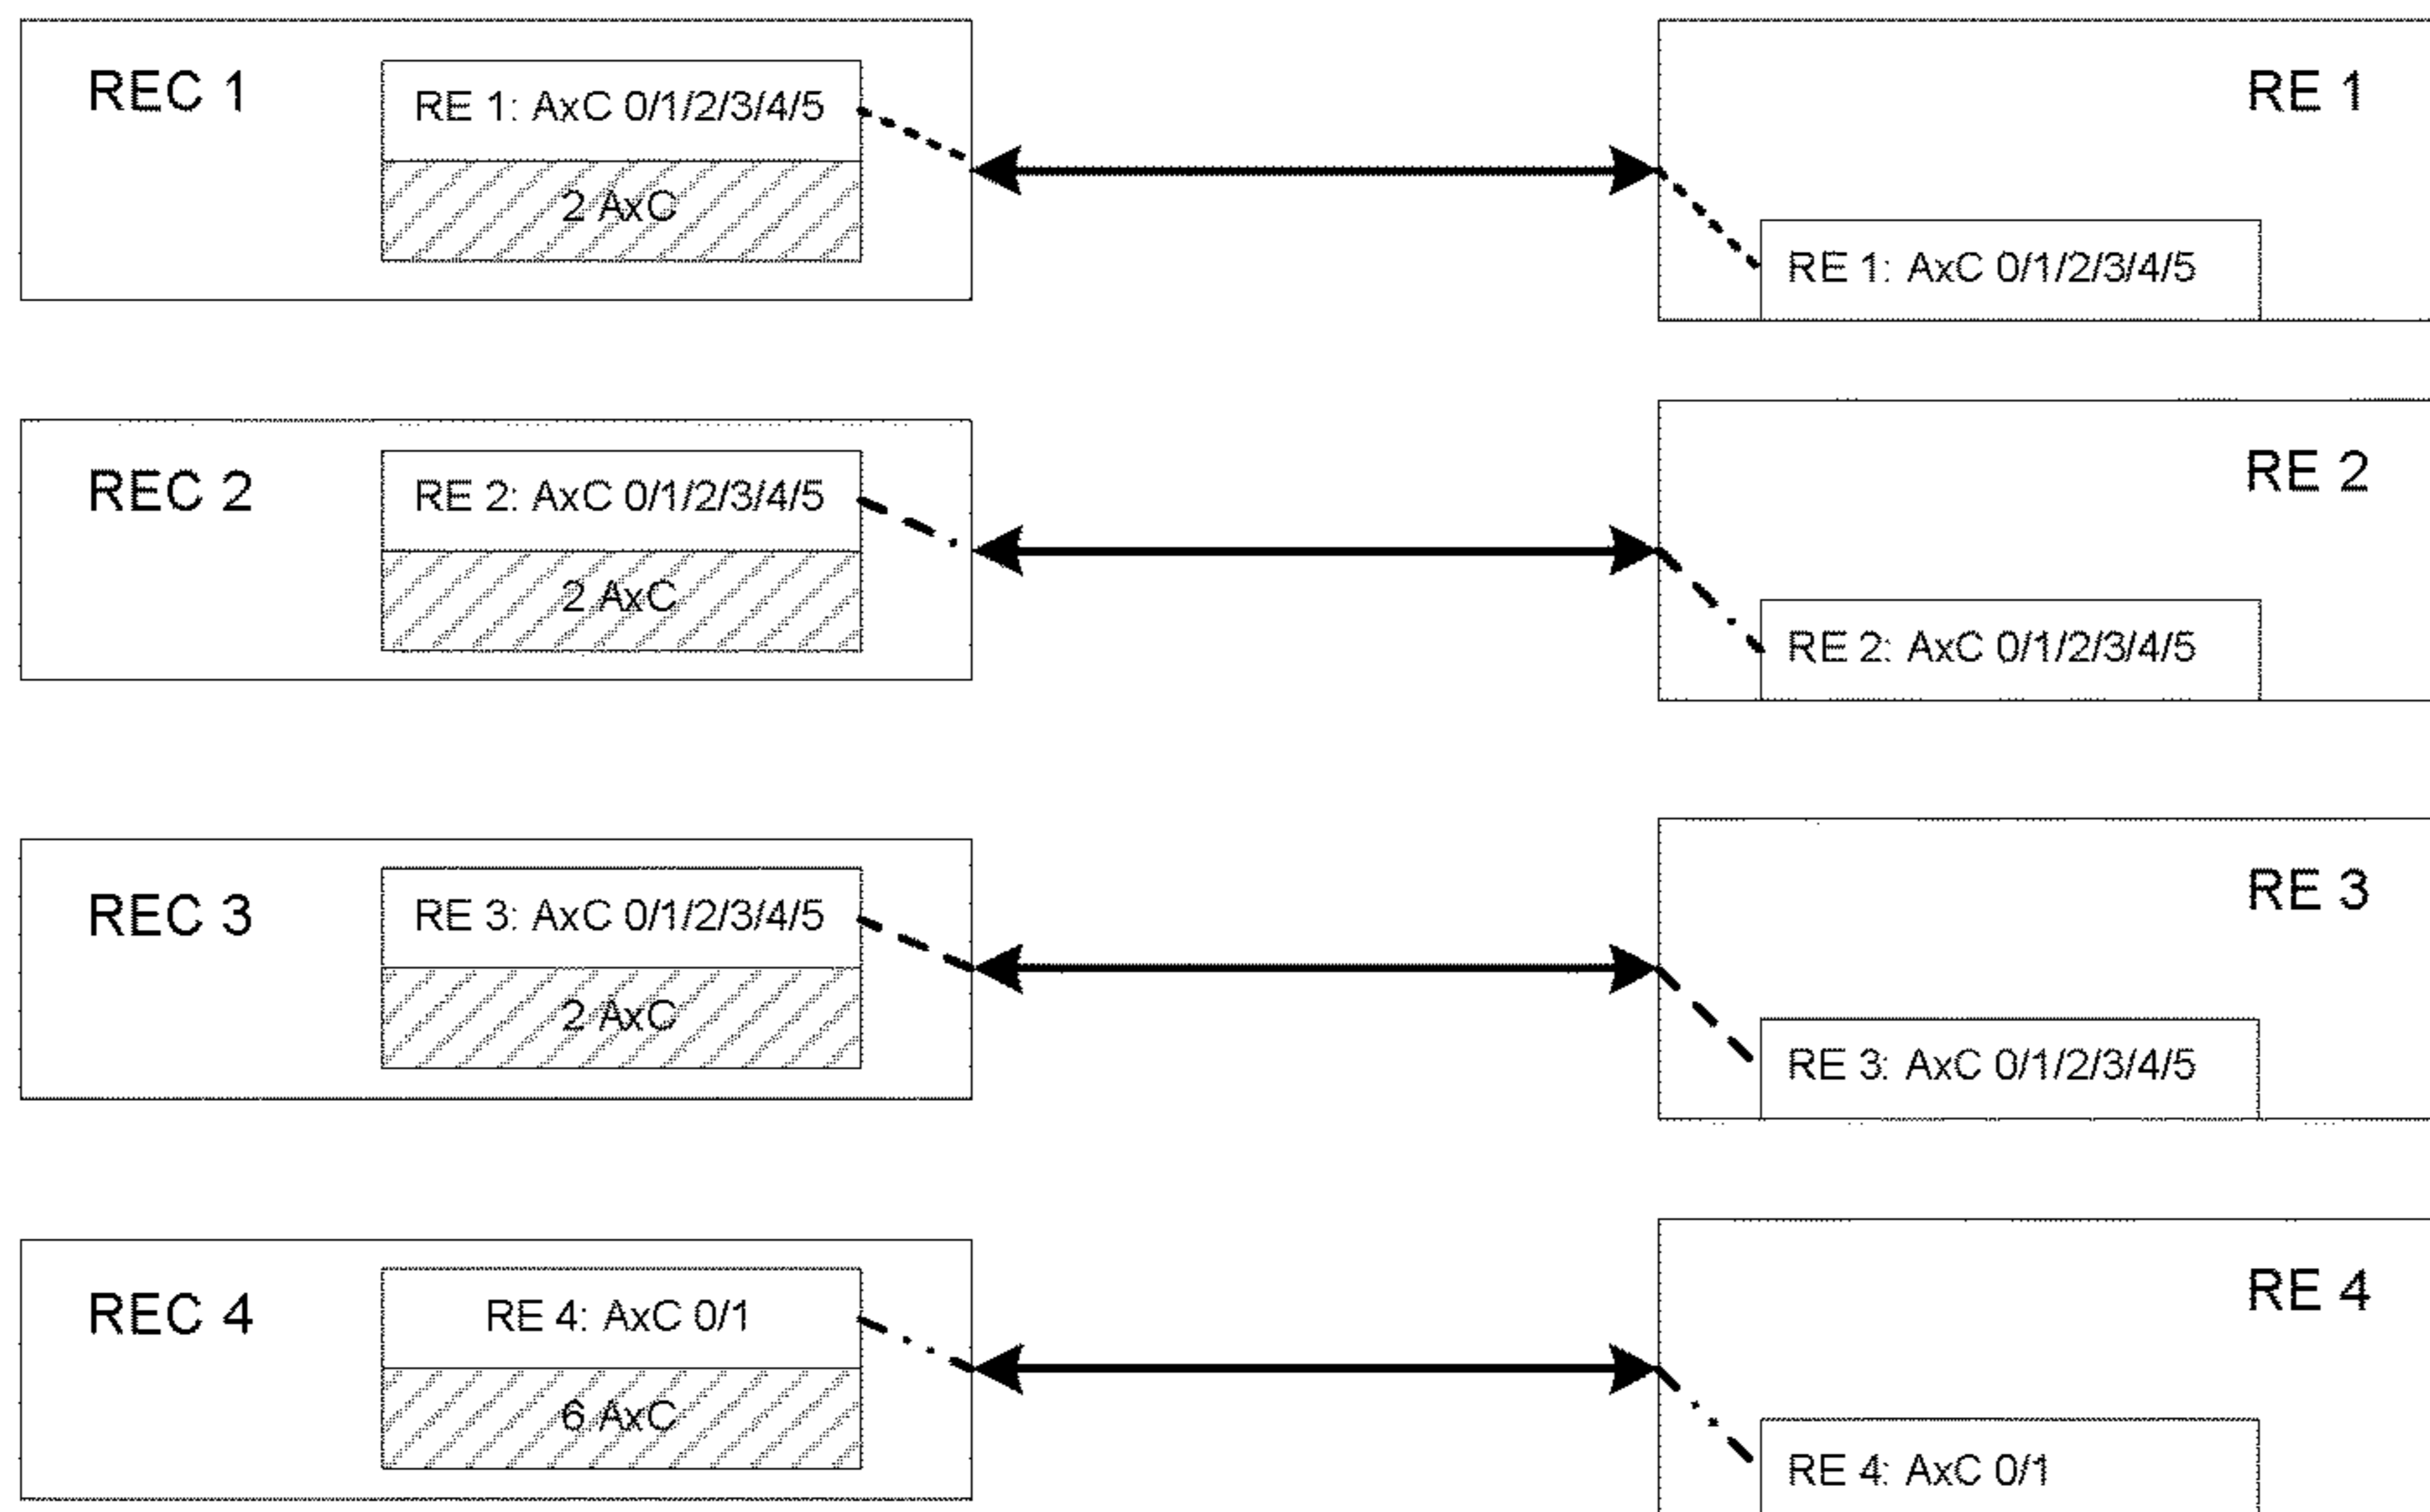 REC 1
RE 1: AxC 0/1/2/3/4/5
2 AxC
RE 1
RE 1: AxC 0/1/2/3/4/5
REC 2
RE 2: AxC 0/1/2/3/4/5
2 AxC
RE 2
RE 2: AxC 0/1/2/3/4/5
REC 3
RE 3: AxC 0/1/2/3/4/5
2 AxC
RE 3
RE 3: AxC 0/1/2/3/4/5
REC 4
RE 4: AxC 0/1
6 AxC
RE 4
RE 4: AxC 0/1